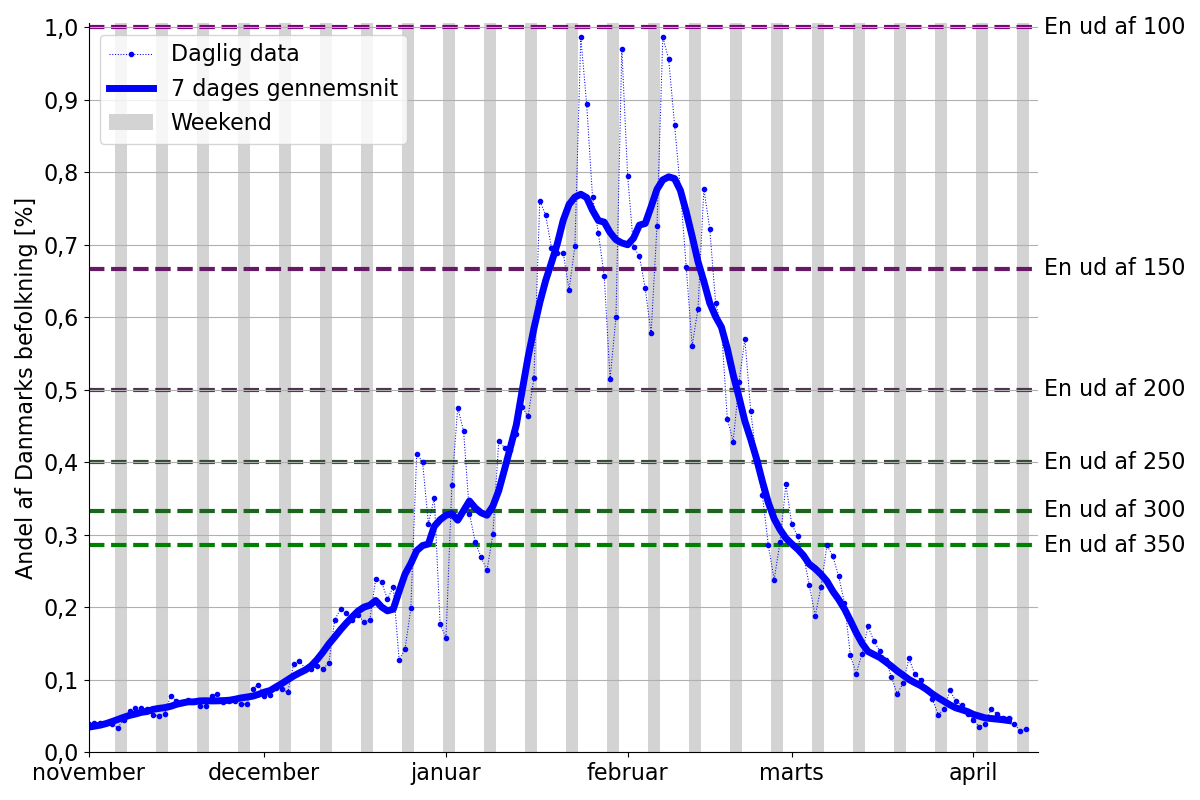 1,0
0,9
0,8
0,7
0,6
0,5
0,4
0,3
0,2
0,1
0,0
Andel af Danmarks befolkning [%]
Daglig data
7 dages gennemsnit
Weekend
En ud af 100
En ud af 150
En ud af 200
En ud af 250
En ud af 300
En ud af 350
november december januar februar marts april